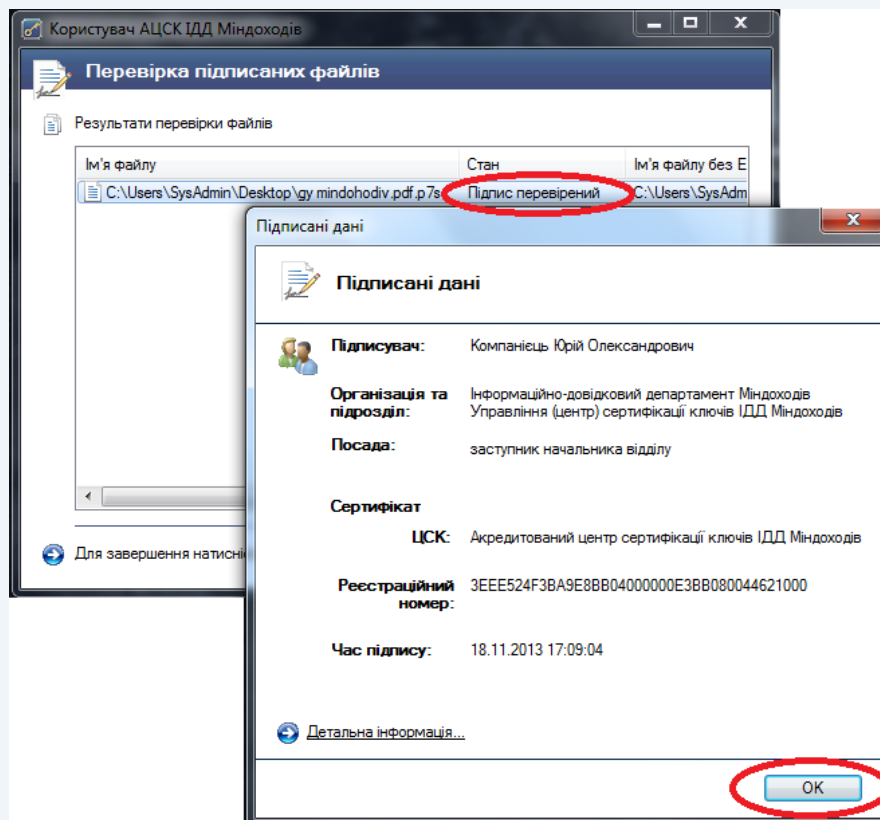 Користувач АЦСК ІДД Міндоходів
Перевірка підписаних файлів
Результати перевірки файлів
Ім'я файлу Стан Ім'я файлу без Е
C:\Users\SysAdmin\Desktop\gy mindohodiv.pdf.p7s Підпис перевірений C:\Users\SysAdm
Для завершення натисні
Підписані дані
Підписані дані
Підписувач: Компанієць Юрій Олександрович
Організація та підрозділ: Інформаційно-довідковий департамент Міндоходів
Управління (центр) сертифікації ключів ІДД Міндоходів
Посада: заступник начальника відділу
Сертифікат
ЦСК: Акредитований центр сертифікації ключів ІДД Міндоходів
Реєстраційний номер: 3EEE524F3BA9E8BB04000000E3BB080044621000
Час підпису: 18.11.2013 17:09:04
Детальна інформація...
OK